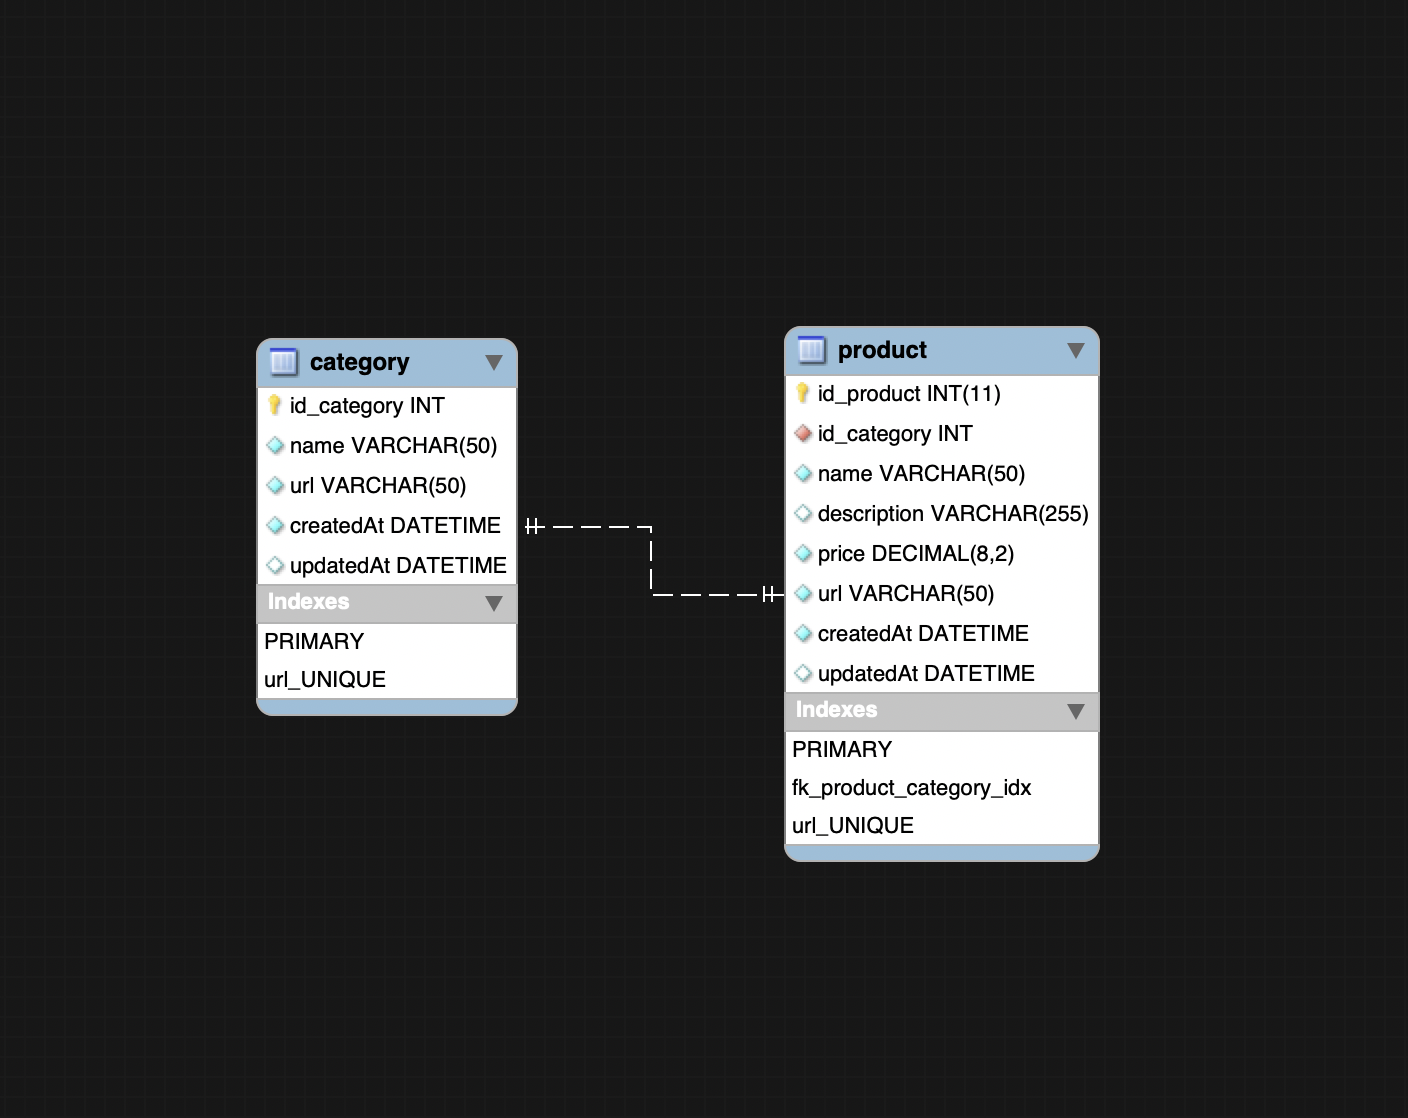 category
id_category INT
name VARCHAR(50)
url VARCHAR(50)
createdAt DATETIME
updatedAt DATETIME
Indexes
PRIMARY
url_UNIQUE
product
id_product INT(11)
id_category INT
name VARCHAR(50)
description VARCHAR(255)
price DECIMAL(8,2)
url VARCHAR(50)
createdAt DATETIME
updatedAt DATETIME
Indexes
PRIMARY
fk_product_category_idx
url_UNIQUE